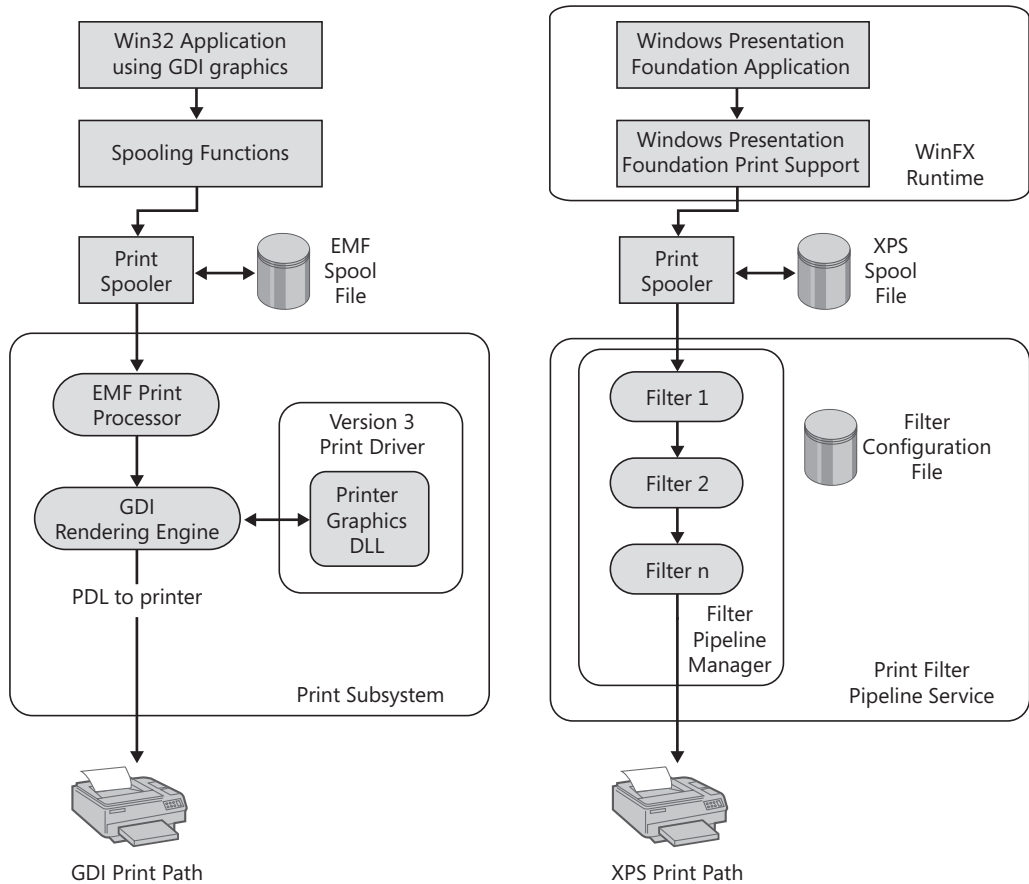 Win32 Application
using GDI graphics
Spooling Functions
Print
Spooler
EMF
Spool
File
EMF Print
Processor
Version 3
Print Driver
GDI
Rendering Engine
Printer
Graphics
DLL
PDL to printer
Print Subsystem
GDI Print Path
Windows Presentation
Foundation Application
Windows Presentation
Foundation Print Support
WinFX
Runtime
Print
Spooler
XPS
Spool
File
Filter 1
Filter 2
Filter n
Filter
Configuration
File
Filter
Pipeline
Manager
Print Filter
Pipeline Service
XPS Print Path